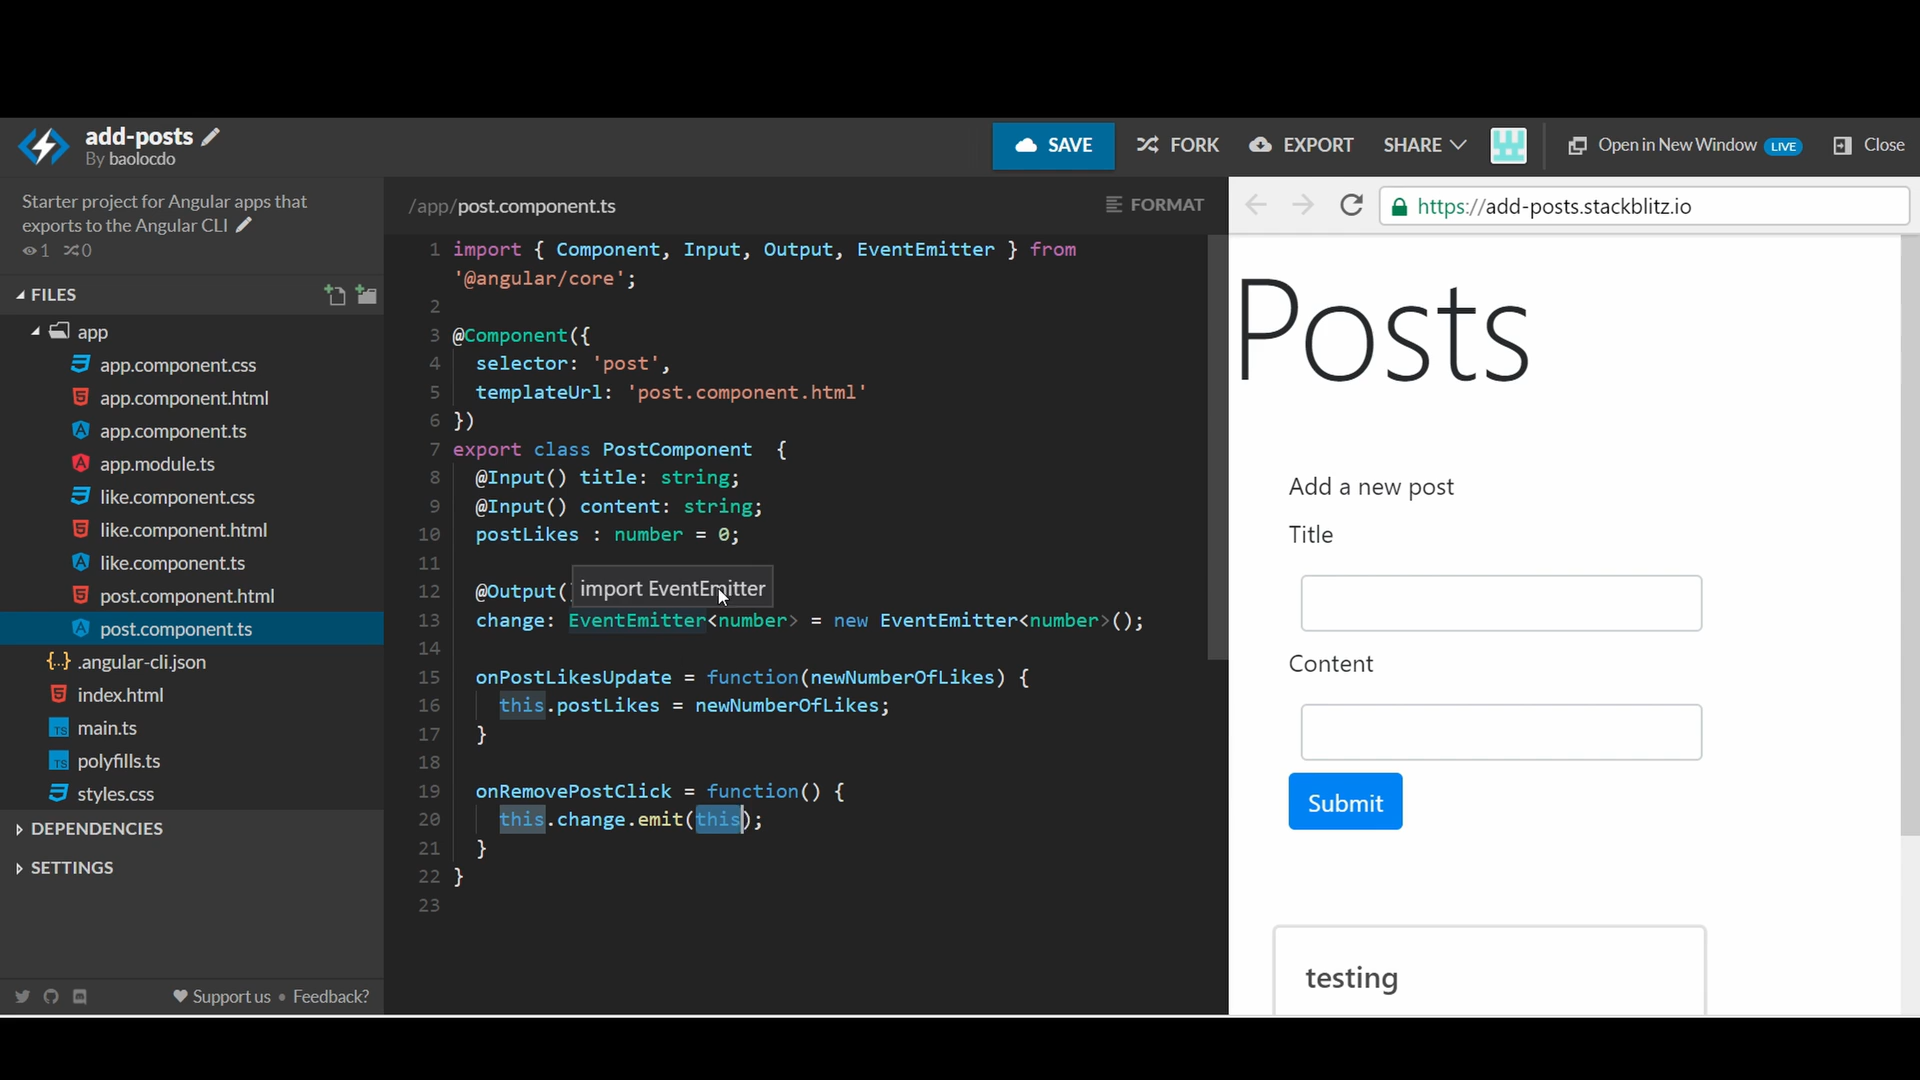 add-posts
By baolocdo
SAVE
FORK
EXPORT
SHARE
Open in New Window LIVE
Close
Starter project for Angular apps that
exports to the Angular CLI
1 0
FILES
app
app.component.css
app.component.html
app.component.ts
app.module.ts
like.component.css
like.component.html
like.component.ts
post.component.html
post.component.ts
{..} .angular-cli.json
index.html
TS main.ts
TS polyfills.ts
styles.css
DEPENDENCIES
SETTINGS
Support us • Feedback?
/app/post.component.ts
FORMAT
1 import { Component, Input, Output, EventEmitter } from
'@angular/core';
2
3 @Component({
4 selector: 'post',
5 templateUrl: 'post.component.html'
6 })
7 export class PostComponent  {
8 @Input() title: string;
9 @Input() content: string;
10 postLikes : number = 0;
11
import EventEmitter
12 @Output(
13 change: EventEmitter<number> = new EventEmitter<number>();
14
15 onPostLikesUpdate = function(newNumberOfLikes) {
16 this.postLikes = newNumberOfLikes;
17 }
18
19 onRemovePostClick = function() {
20 this.change.emit(this);
21 }
22 }
23
https://add-posts.stackblitz.io
Posts
Add a new post
Title
Content
Submit
testing